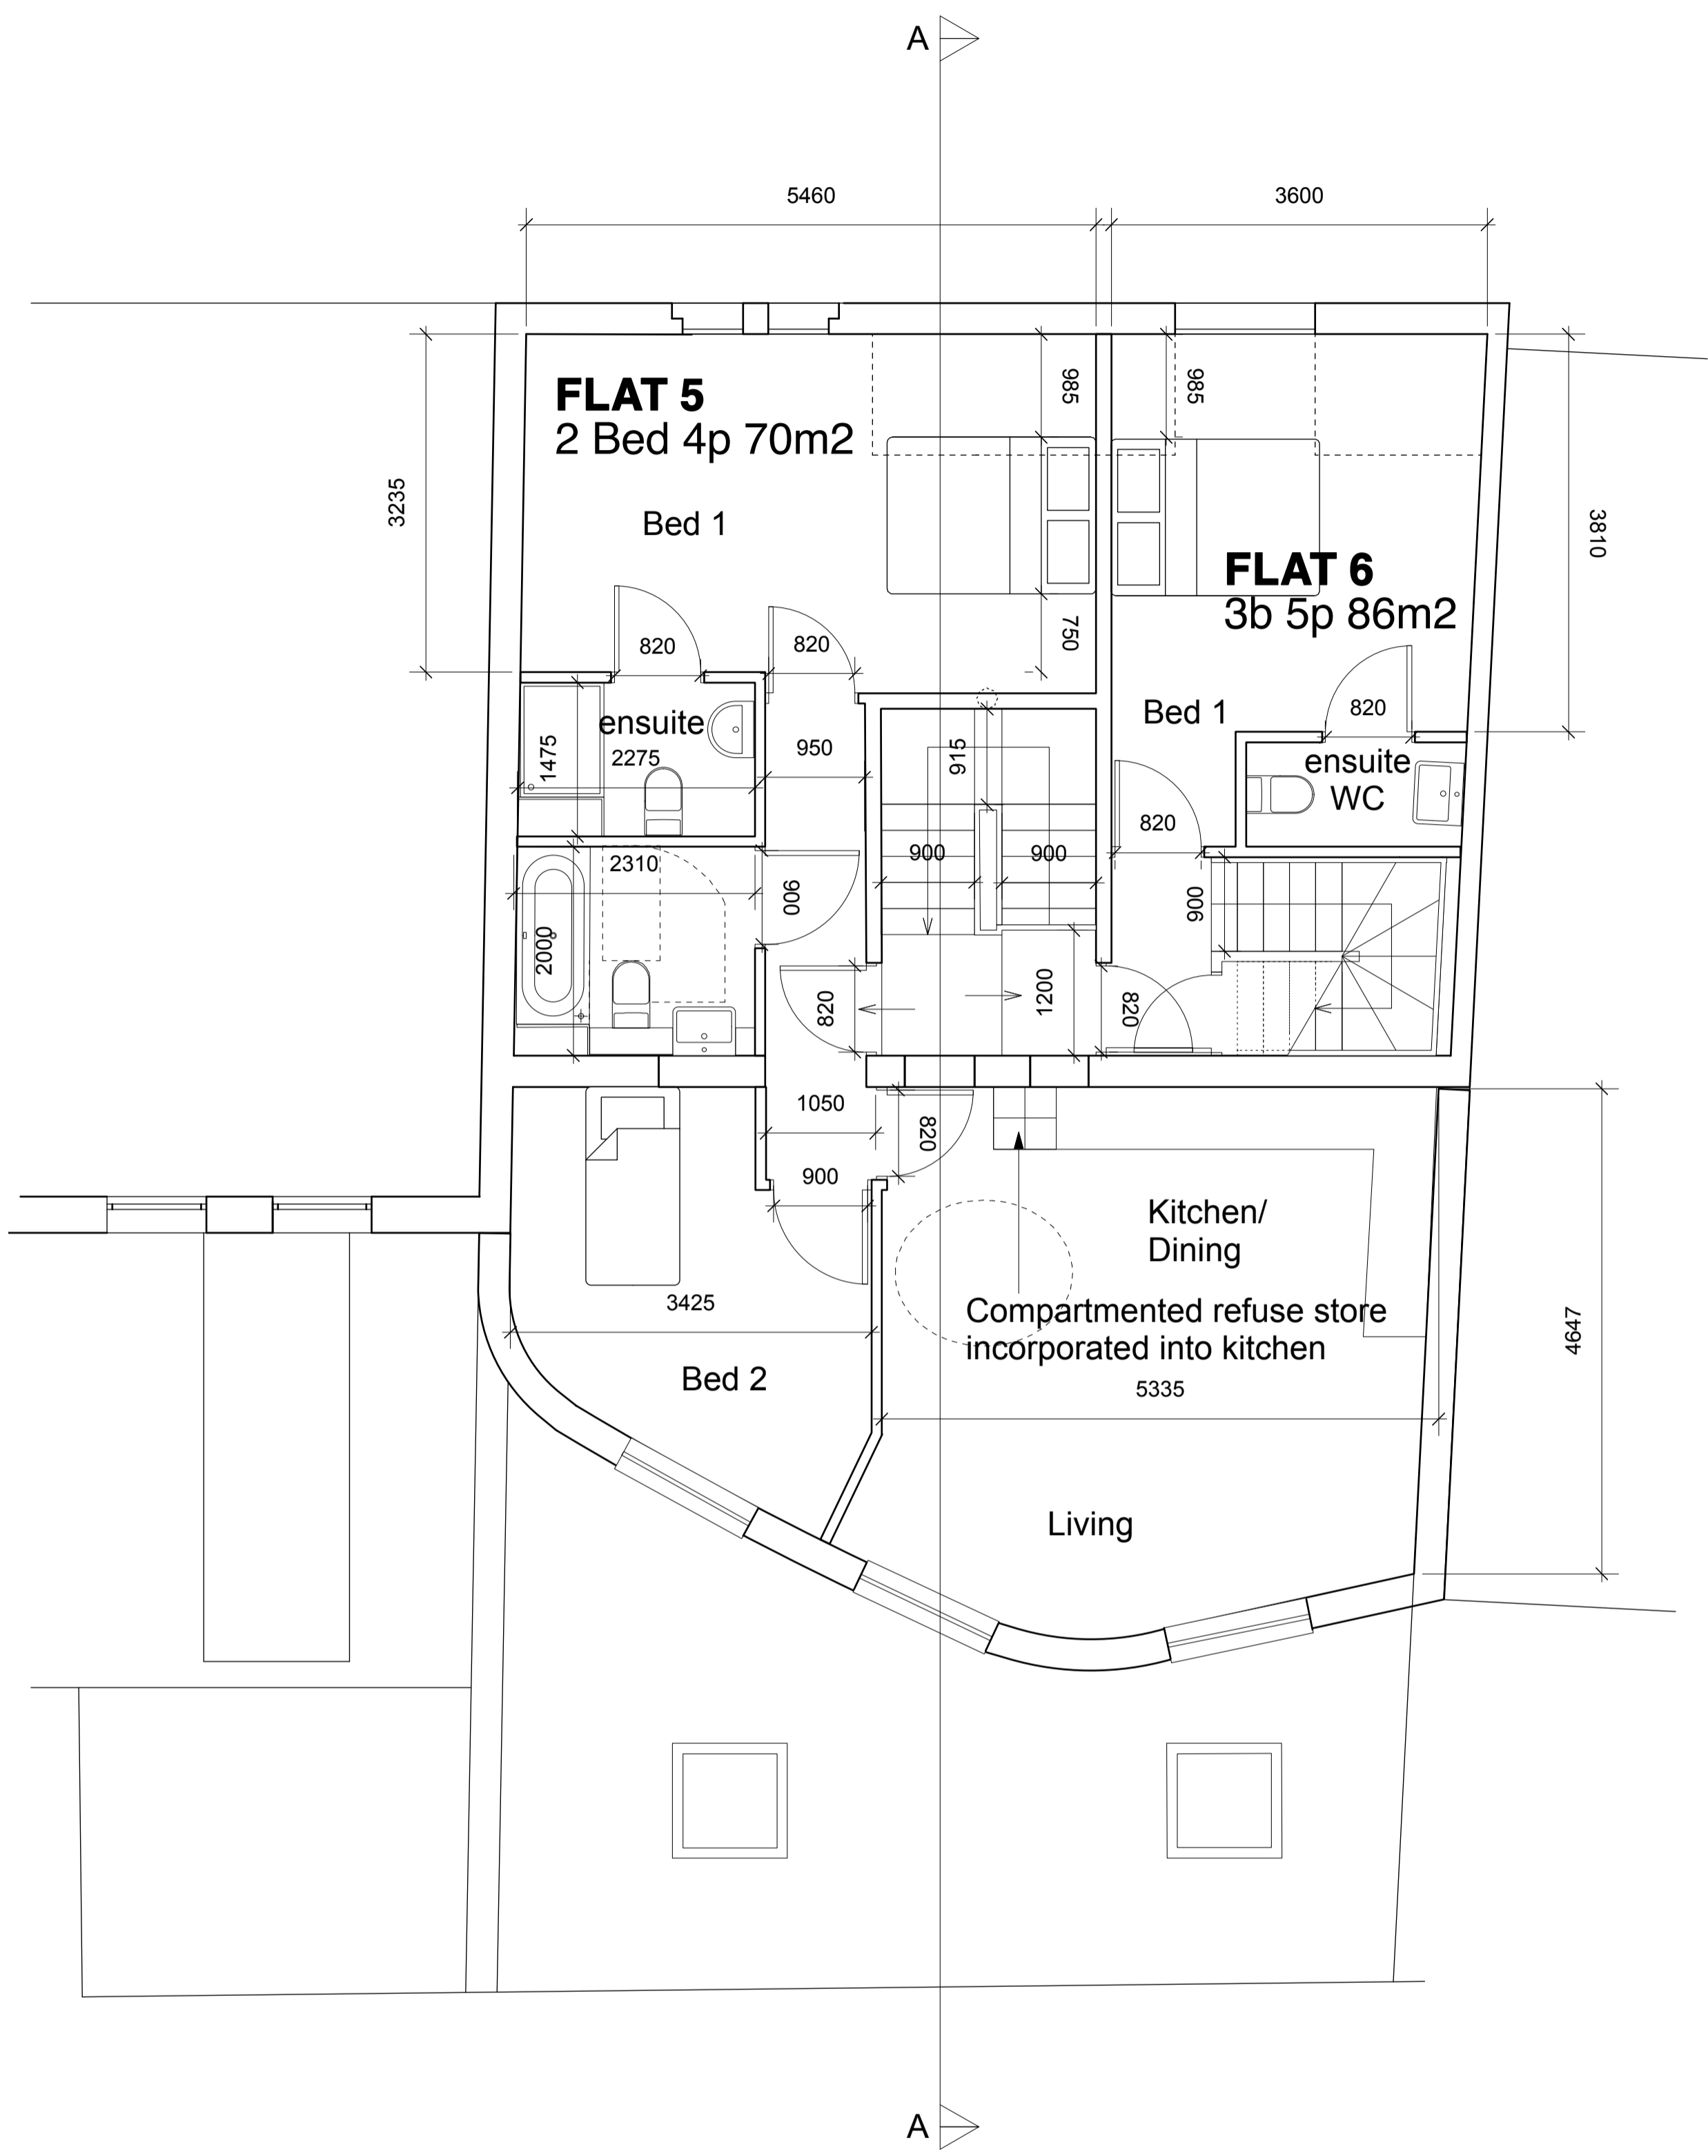 A
5460
3600
985
985
FLAT 5
2 Bed 4p 70m2
3235
Bed 1
3810
FLAT 6
3b 5p 86m2
750
820
820
Bed 1
820
ensuite
2275
1475
950
915
ensuite
WC
820
2310
900
900
900
900
2000
820
1200
820
1050
820
900
Kitchen/
Dining
3425
Compartmented refuse store
incorporated into kitchen
4647
Bed 2
5335
Living
A